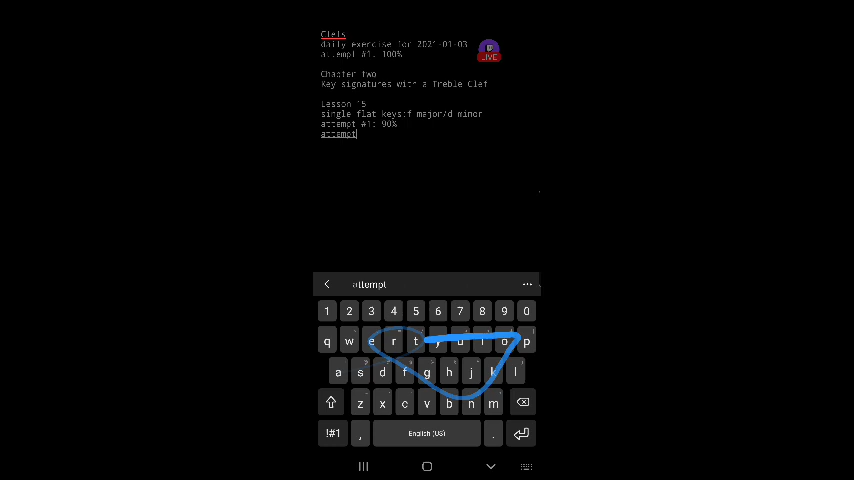 Clefs
daily exercise for 2021-01-03
attempt #1: 100%
LIVE
Chapter two
Key signatures with a Treble Clef
Lesson 15
single flat keys:f major/d minor
attempt #1: 90%
attempt
attempt
1 2 3 4 5 6 7 8 9 0
q w e r t y u i o p
a s d f g h j k l
z x c v b n m
!#1 , English (US) .